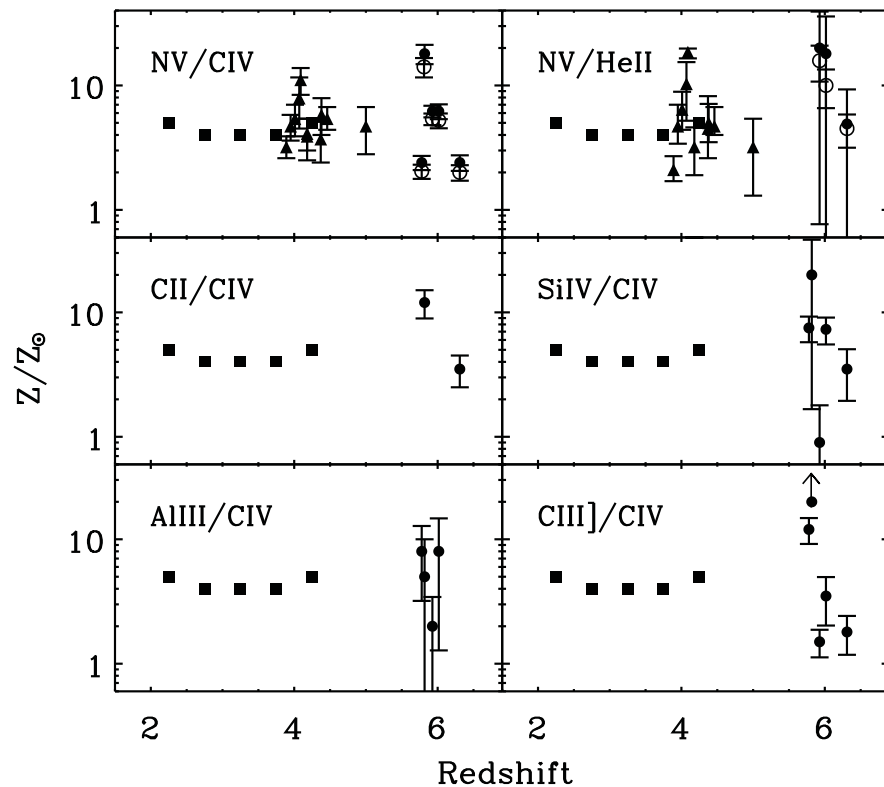 NV/CIV
NV/HeII
10
1
CII/CIV
SiIV/CIV
10
1
Z/Z⊙
AlIII/CIV
CIII]/CIV
10
1
2 4 6 2 4 6
Redshift